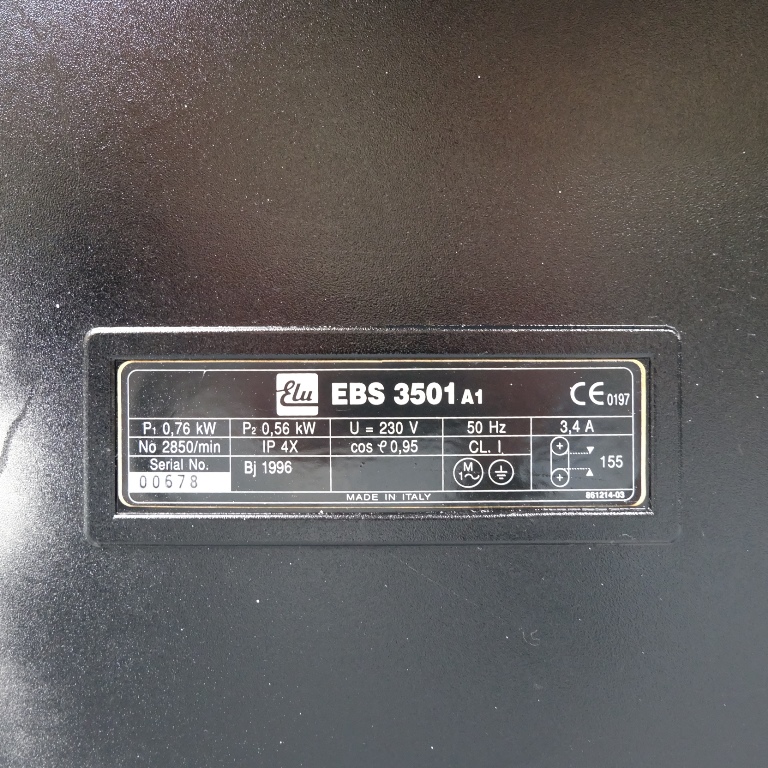 Elu EBS 3501 A1 CE 0197
P1 0,76 kW P2 0,56 kW U = 230 V 50 Hz 3,4 A
No 2850/min IP 4X cos φ 0,95 CL. I
Serial No. Bj 1996 M 1~ 155
00678
MADE IN ITALY 861214-03